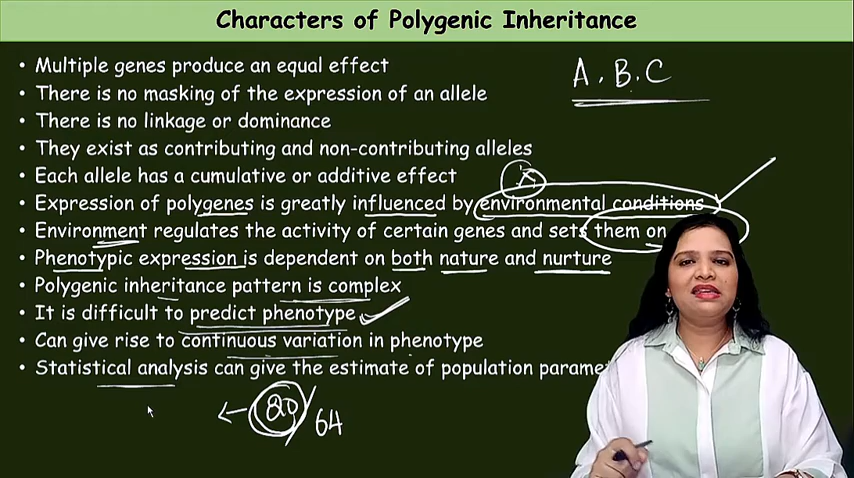 Characters of Polygenic Inheritance
• Multiple genes produce an equal effect
A. B. C
• There is no masking of the expression of an allele
• There is no linkage or dominance
• They exist as contributing and non-contributing alleles
• Each allele has a cumulative or additive effect
• Expression of polygenes is greatly influenced by environmental conditions
• Environment regulates the activity of certain genes and sets them on
• Phenotypic expression is dependent on both nature and nurture
• Polygenic inheritance pattern is complex
• It is difficult to predict phenotype
• Can give rise to continuous variation in phenotype
• Statistical analysis can give the estimate of population
20/64